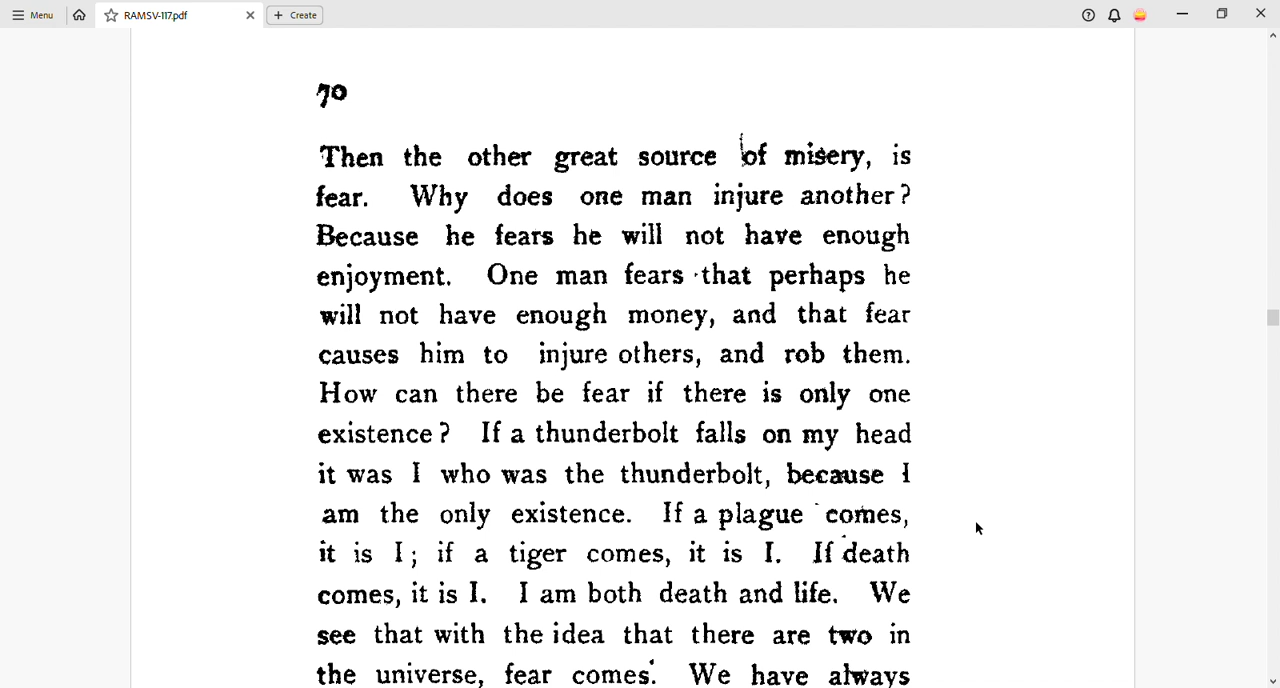 Menu RAMSV-117.pdf Create
70
Then the other great source of misery, is
fear. Why does one man injure another?
Because he fears he will not have enough
enjoyment. One man fears that perhaps he
will not have enough money, and that fear
causes him to injure others, and rob them.
How can there be fear if there is only one
existence? If a thunderbolt falls on my head
it was I who was the thunderbolt, because I
am the only existence. If a plague comes,
it is I; if a tiger comes, it is I. If death
comes, it is I. I am both death and life. We
see that with the idea that there are two in
the universe, fear comes. We have always